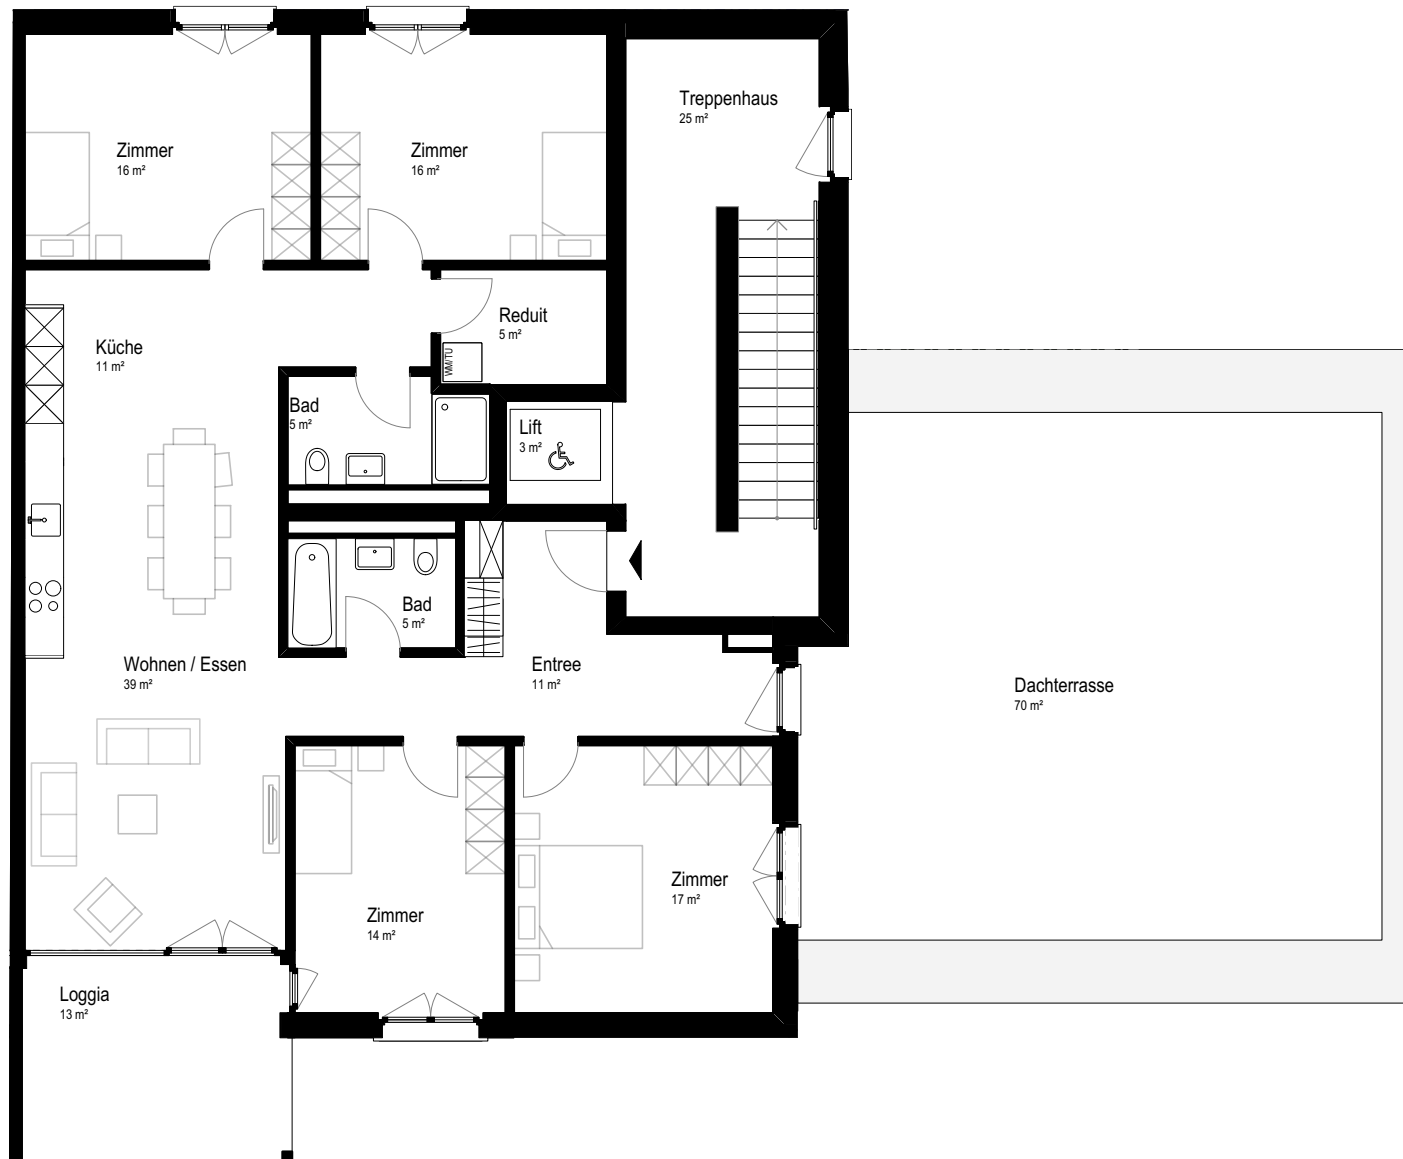 Treppenhaus
25 m²
Zimmer
16 m²
Zimmer
16 m²
Reduit
5 m²
WM/TU
Küche
11 m²
Bad
5 m²
Lift
3 m²
Bad
5 m²
Wohnen / Essen
39 m²
Entree
11 m²
Dachterrasse
70 m²
Zimmer
17 m²
Zimmer
14 m²
Loggia
13 m²